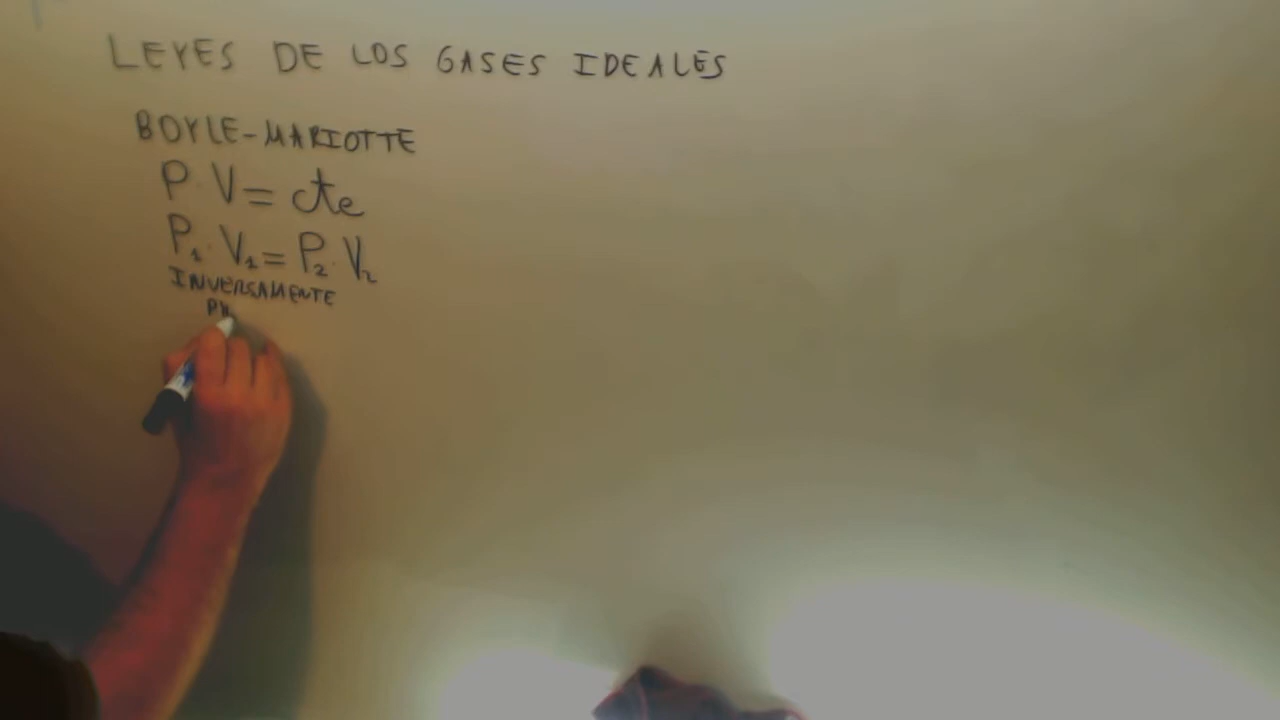 LEYES DE LOS GASES IDEALES
BOYLE-MARIOTTE
P. V = cte
P₁. V₁ = P₂. V₂
INVERSAMENTE